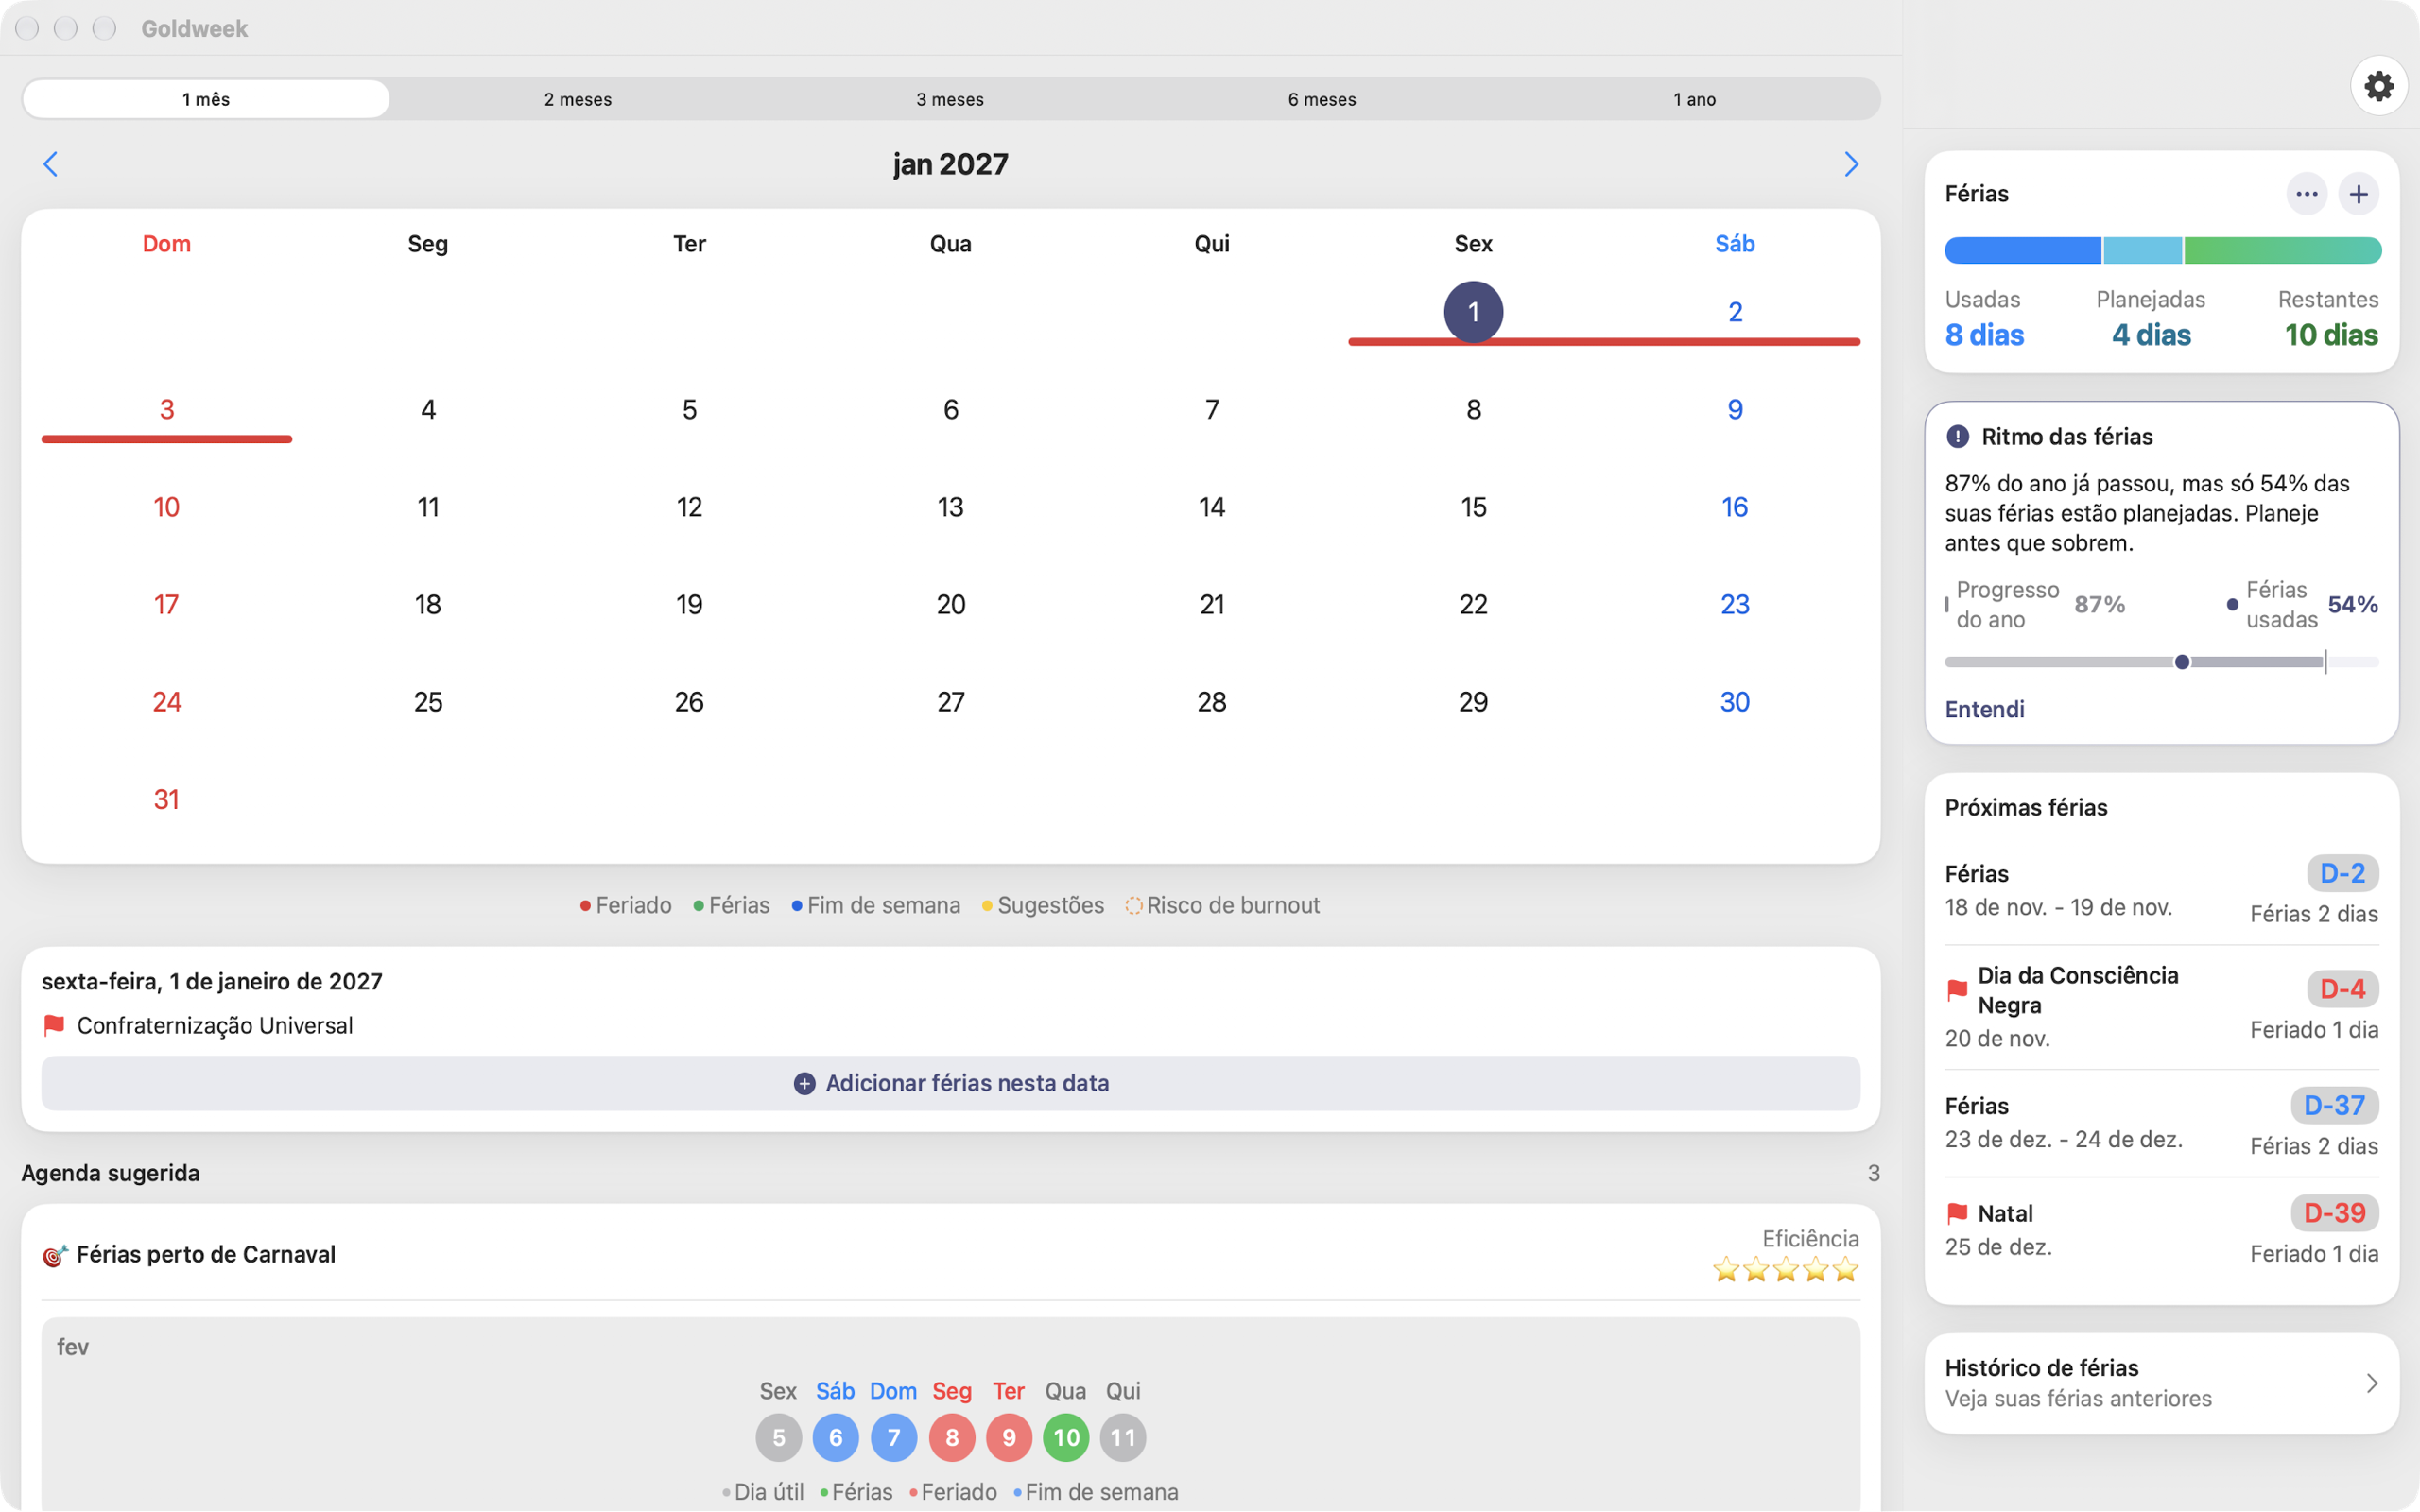 Goldweek
1 mês 2 meses 3 meses 6 meses 1 ano
jan 2027
Dom Seg Ter Qua Qui Sex Sáb
1 2
3 4 5 6 7 8 9
10 11 12 13 14 15 16
17 18 19 20 21 22 23
24 25 26 27 28 29 30
31
Feriado Férias Fim de semana Sugestões Risco de burnout
sexta-feira, 1 de janeiro de 2027
Confraternização Universal
Adicionar férias nesta data
Agenda sugerida 3
Férias perto de Carnaval
Eficiência
fev
Sex Sáb Dom Seg Ter Qua Qui
5 6 7 8 9 10 11
Dia útil Férias Feriado Fim de semana
Férias
Usadas Planejadas Restantes
8 dias 4 dias 10 dias
Ritmo das férias
87% do ano já passou, mas só 54% das
suas férias estão planejadas. Planeje
antes que sobrem.
Progresso
do ano
87%
Férias
usadas
54%
Entendi
Próximas férias
Férias D-2
18 de nov. - 19 de nov. Férias 2 dias
Dia da Consciência
Negra
D-4
20 de nov. Feriado 1 dia
Férias D-37
23 de dez. - 24 de dez. Férias 2 dias
Natal D-39
25 de dez. Feriado 1 dia
Histórico de férias
Veja suas férias anteriores